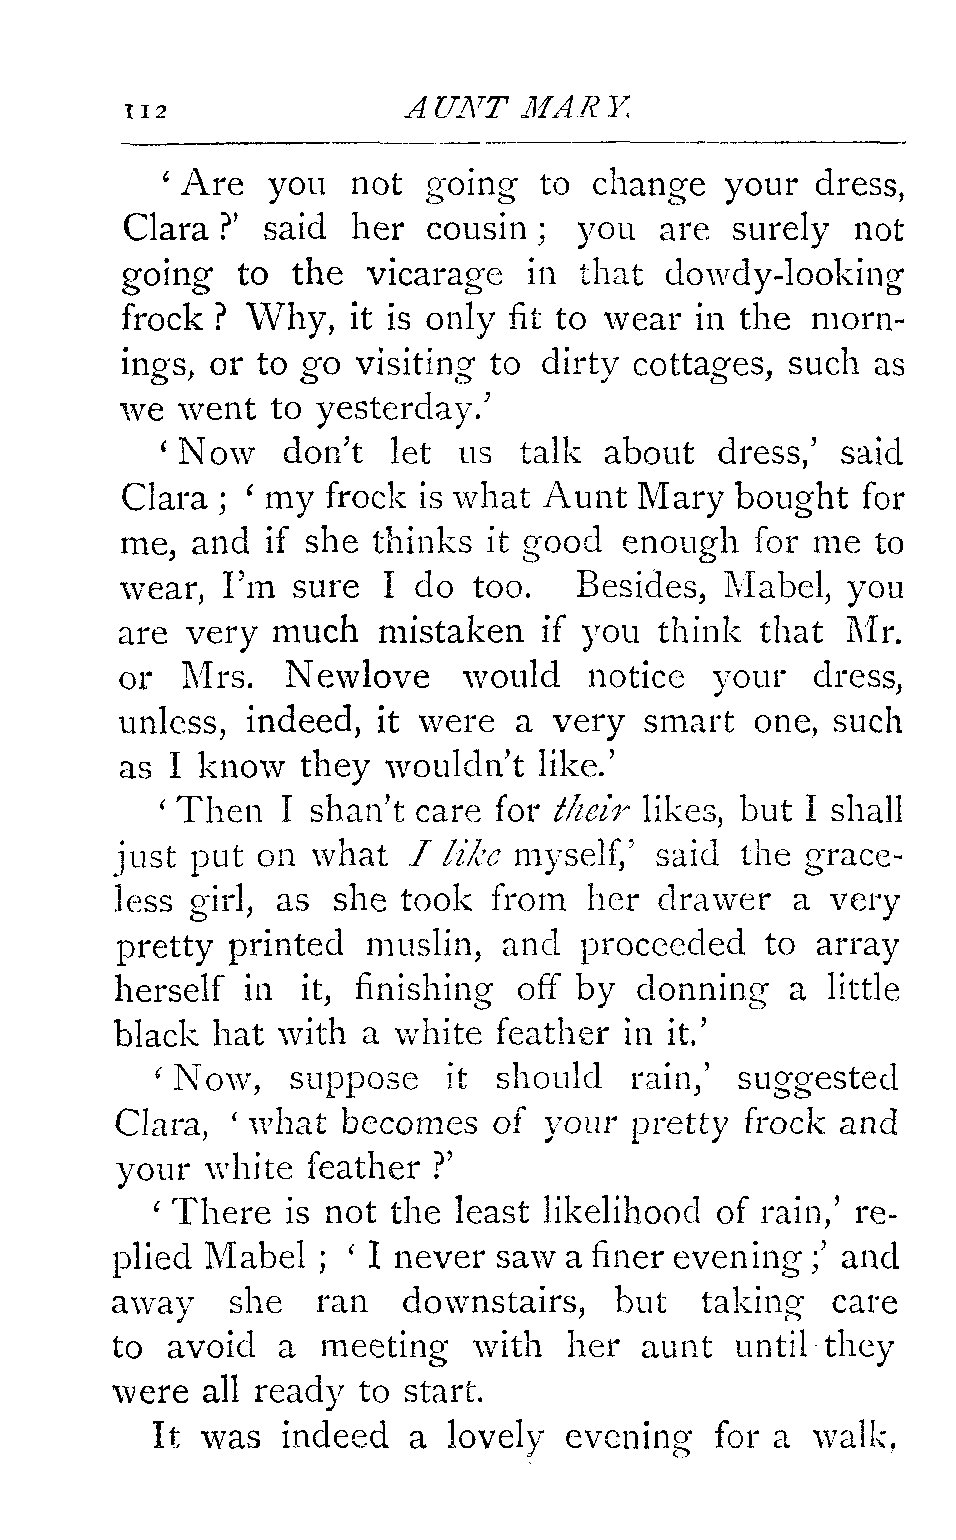 112 AUNT MARY.
‘ Are you not going to change your dress,
Clara ?’ said her cousin ; you are surely not
going to the vicarage in that dowdy-looking
frock ? Why, it is only fit to wear in the morn-
ings, or to go visiting to dirty cottages, such as
we went to yesterday.’
‘ Now don’t let us talk about dress,’ said
Clara ; ‘ my frock is what Aunt Mary bought for
me, and if she thinks it good enough for me to
wear, I’m sure I do too. Besides, Mabel, you
are very much mistaken if you think that Mr.
or Mrs. Newlove would notice your dress,
unless, indeed, it were a very smart one, such
as I know they wouldn’t like.’
‘ Then I shan’t care for their likes, but I shall
just put on what I like myself,’ said the grace-
less girl, as she took from her drawer a very
pretty printed muslin, and proceeded to array
herself in it, finishing off by donning a little
black hat with a white feather in it.’
‘ Now, suppose it should rain,’ suggested
Clara, ‘ what becomes of your pretty frock and
your white feather ?’
‘ There is not the least likelihood of rain,’ re-
plied Mabel ; ‘ I never saw a finer evening ;’ and
away she ran downstairs, but taking care
to avoid a meeting with her aunt until they
were all ready to start.
It was indeed a lovely evening for a walk.